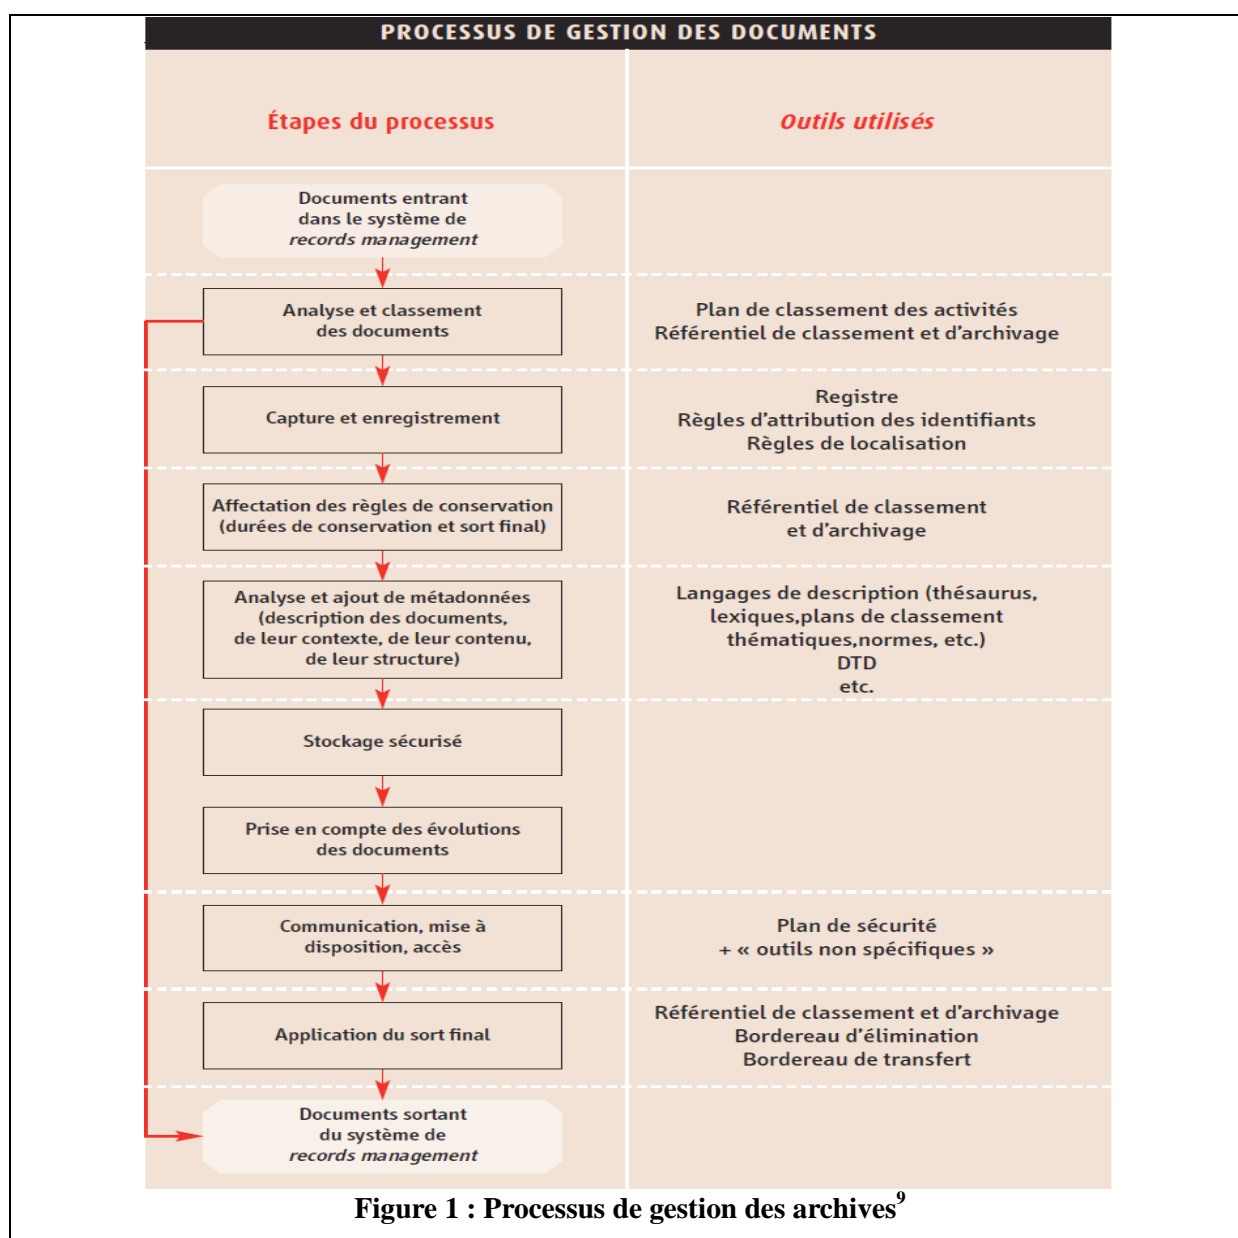 PROCESSUS DE GESTION DES DOCUMENTS
Étapes du processus
Outils utilisés
Documents entrant
dans le système de
records management
Analyse et classement
des documents
Plan de classement des activités
Référentiel de classement et d'archivage
Capture et enregistrement
Registre
Règles d'attribution des identifiants
Règles de localisation
Affectation des règles de conservation
(durées de conservation et sort final)
Référentiel de classement
et d'archivage
Analyse et ajout de métadonnées
(description des documents,
de leur contexte, de leur contenu,
de leur structure)
Langages de description (thésaurus,
lexiques,plans de classement
thématiques,normes, etc.)
DTD
etc.
Stockage sécurisé
Prise en compte des évolutions
des documents
Communication, mise à
disposition, accès
Plan de sécurité
+ « outils non spécifiques »
Application du sort final
Référentiel de classement et d'archivage
Bordereau d'élimination
Bordereau de transfert
Documents sortant
du système de
records management
Figure 1 : Processus de gestion des archives⁹